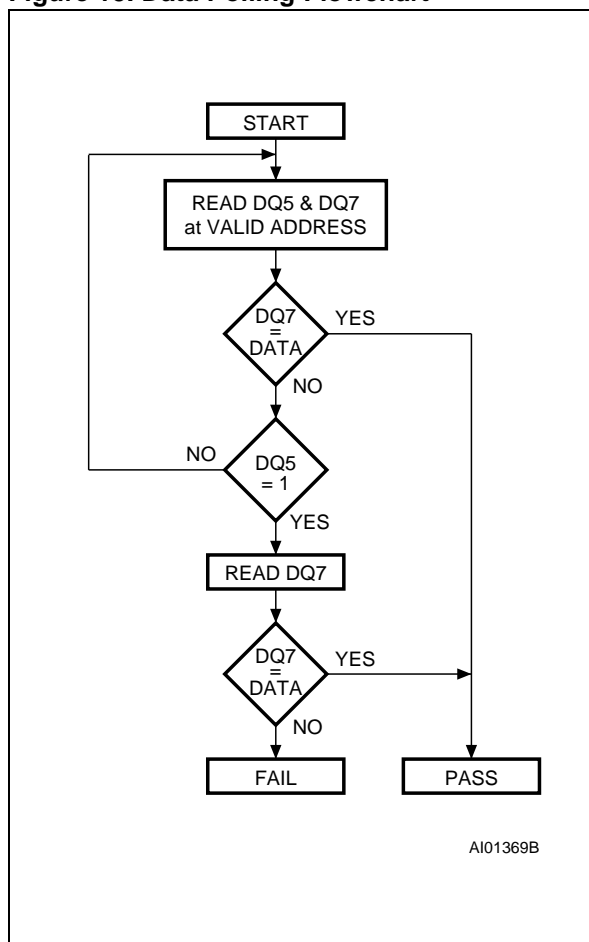 Figure Data Polling Flowchart
START
READ DQ5 & DQ7
at VALID ADDRESS
DQ7
=
DATA
YES
NO
NO
DQ5
= 1
YES
READ DQ7
DQ7
=
DATA
YES
NO
FAIL
PASS
AI01369B